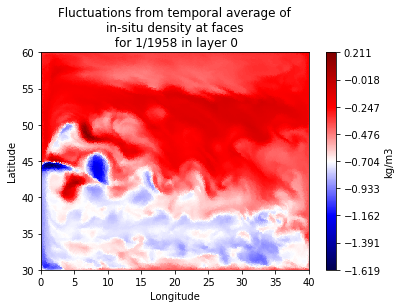 Fluctuations from temporal average of
in-situ density at faces
for 1/1958 in layer 0
60
55
50
45
40
35
30
Latitude
0 5 10 15 20 25 30 35 40
Longitude
0.211
−0.018
−0.247
−0.476
−0.704
−0.933
−1.162
−1.391
−1.619
kg/m3